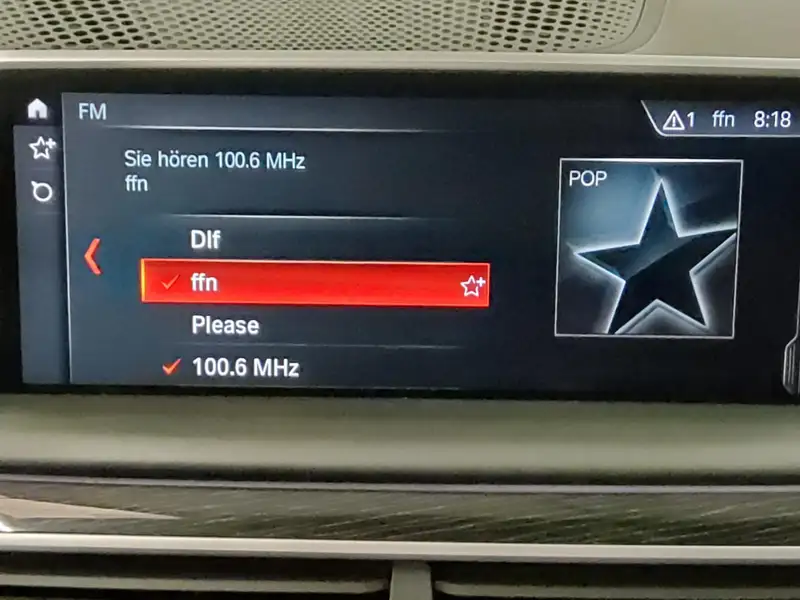 FM
1 ffn 8:18
Sie hören 100.6 MHz
ffn
POP
Dlf
ffn
Please
100.6 MHz